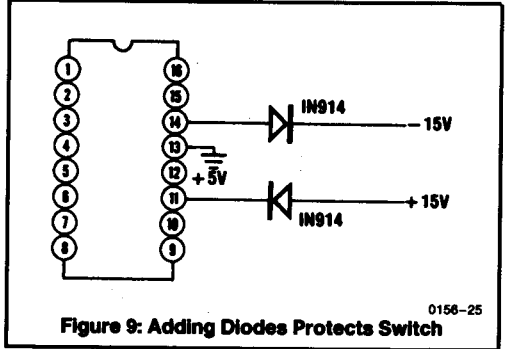 1
2
3
4
5
6
7
8
16
15
14
13
12
11
10
9
IN914
- 15V
+ 5V
+ 15V
IN914
0156-25
Figure 9: Adding Diodes Protects Switch